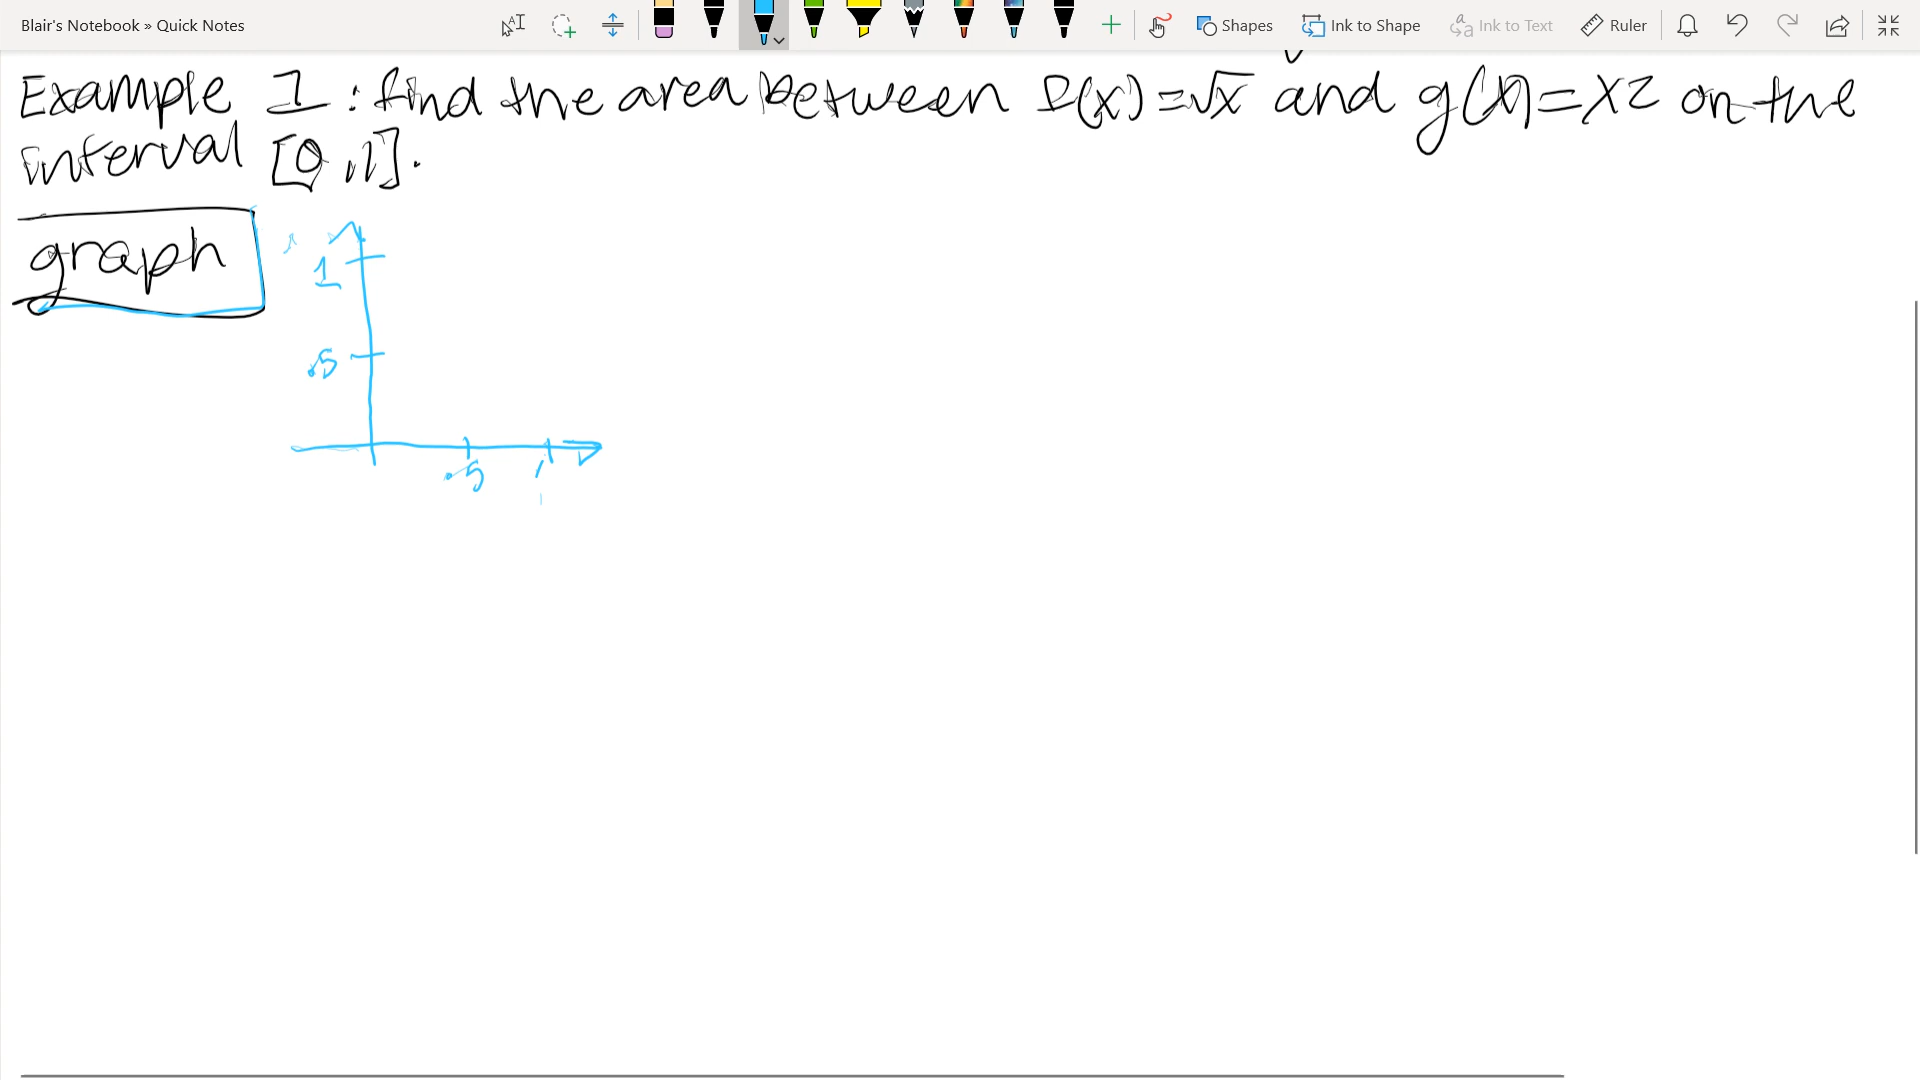 Blair's Notebook » Quick Notes
Shapes
Ink to Shape
Ink to Text
Ruler
Example 1: find the area between f(x)=√x and g(x)=x2 on the
interval [0,1].
graph
1
.5
.5
1